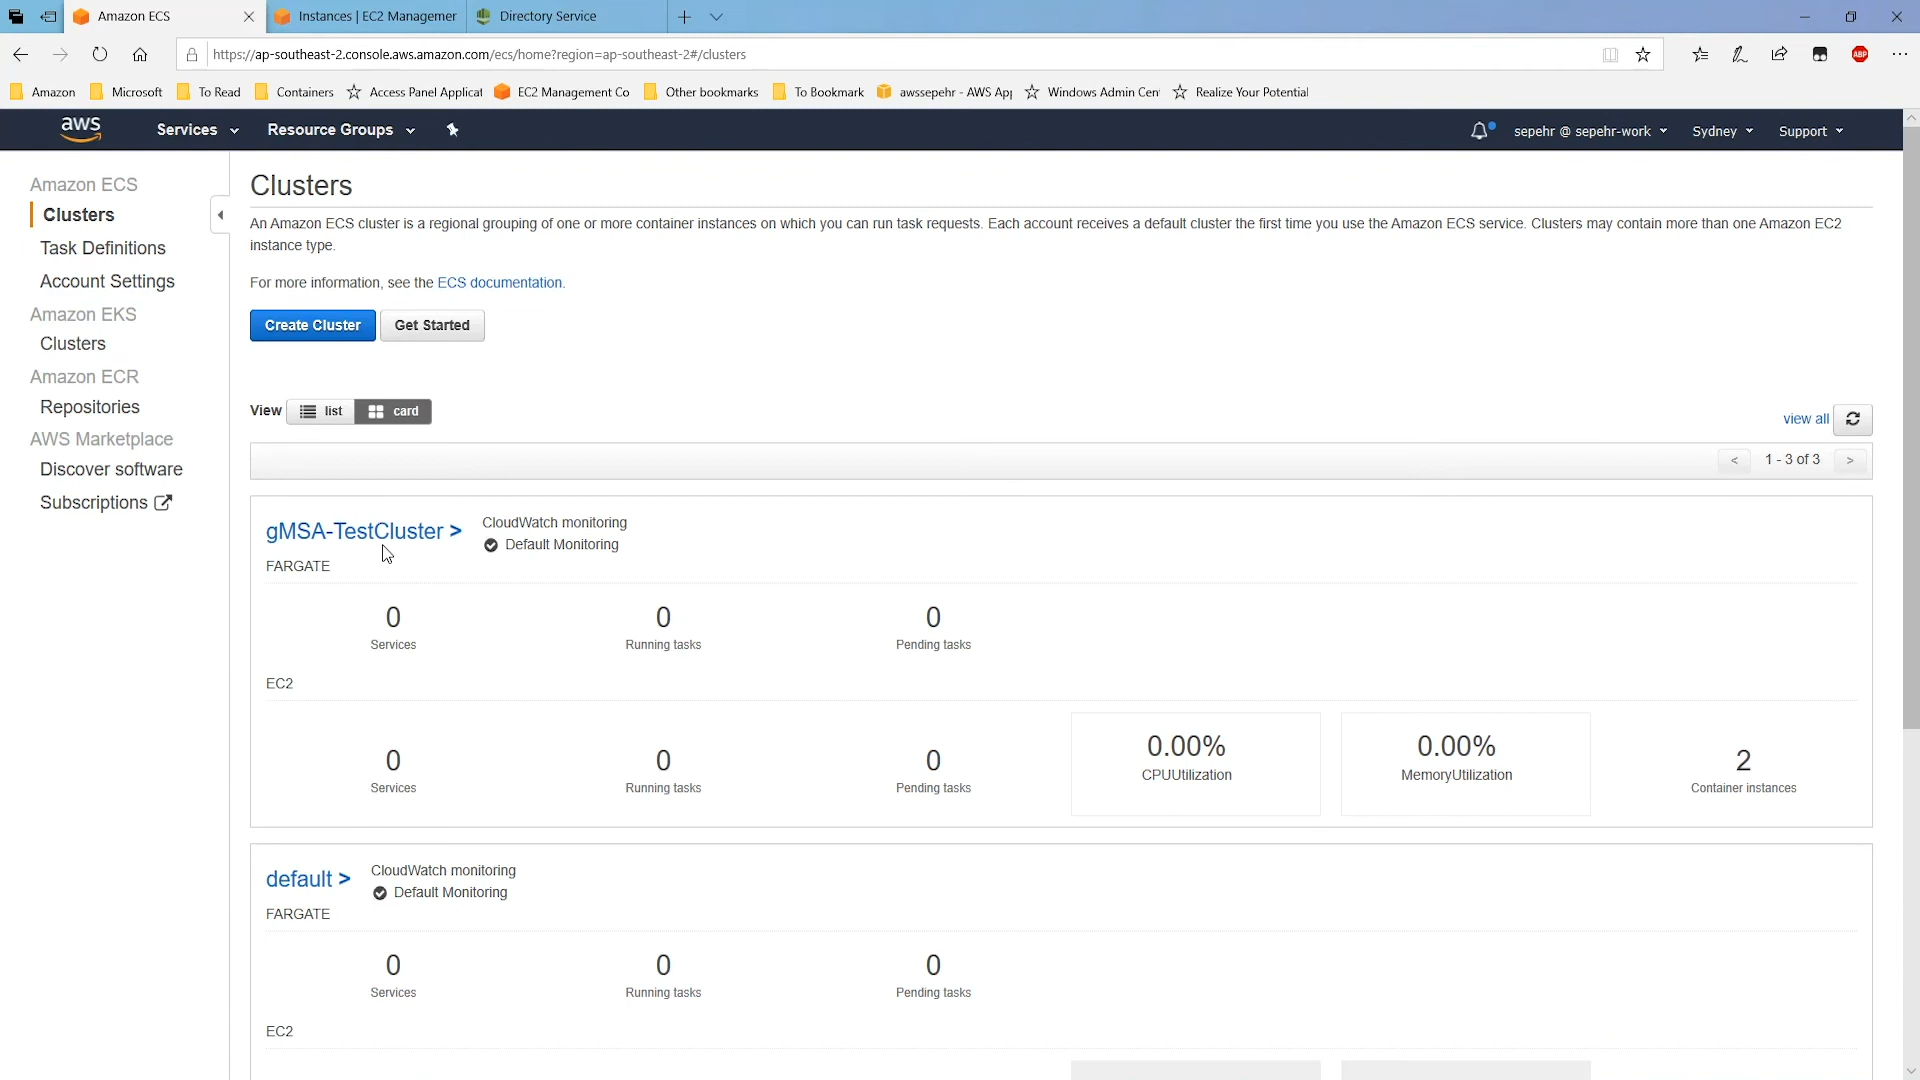 Amazon ECS
Instances | EC2 Managemer
Directory Service
https://ap-southeast-2.console.aws.amazon.com/ecs/home?region=ap-southeast-2#/clusters
ABP
Amazon
Microsoft
To Read
Containers
Access Panel Applicat
EC2 Management Co
Other bookmarks
To Bookmark
awssepehr - AWS Apj
Windows Admin Cen
Realize Your Potential
aws
Services
Resource Groups
sepehr @ sepehr-work
Sydney
Support
Amazon ECS
Clusters
Task Definitions
Account Settings
Amazon EKS
Clusters
Amazon ECR
Repositories
AWS Marketplace
Discover software
Subscriptions
Clusters
An Amazon ECS cluster is a regional grouping of one or more container instances on which you can run task requests. Each account receives a default cluster the first time you use the Amazon ECS service. Clusters may contain more than one Amazon EC2
instance type.
For more information, see the ECS documentation.
Create Cluster
Get Started
View
list
card
view all
< 1 - 3 of 3 >
gMSA-TestCluster >
CloudWatch monitoring
Default Monitoring
FARGATE
0
0
0
Services
Running tasks
Pending tasks
EC2
0
0
0
0.00%
0.00%
2
Services
Running tasks
Pending tasks
CPUUtilization
MemoryUtilization
Container instances
default >
CloudWatch monitoring
Default Monitoring
FARGATE
0
0
0
Services
Running tasks
Pending tasks
EC2